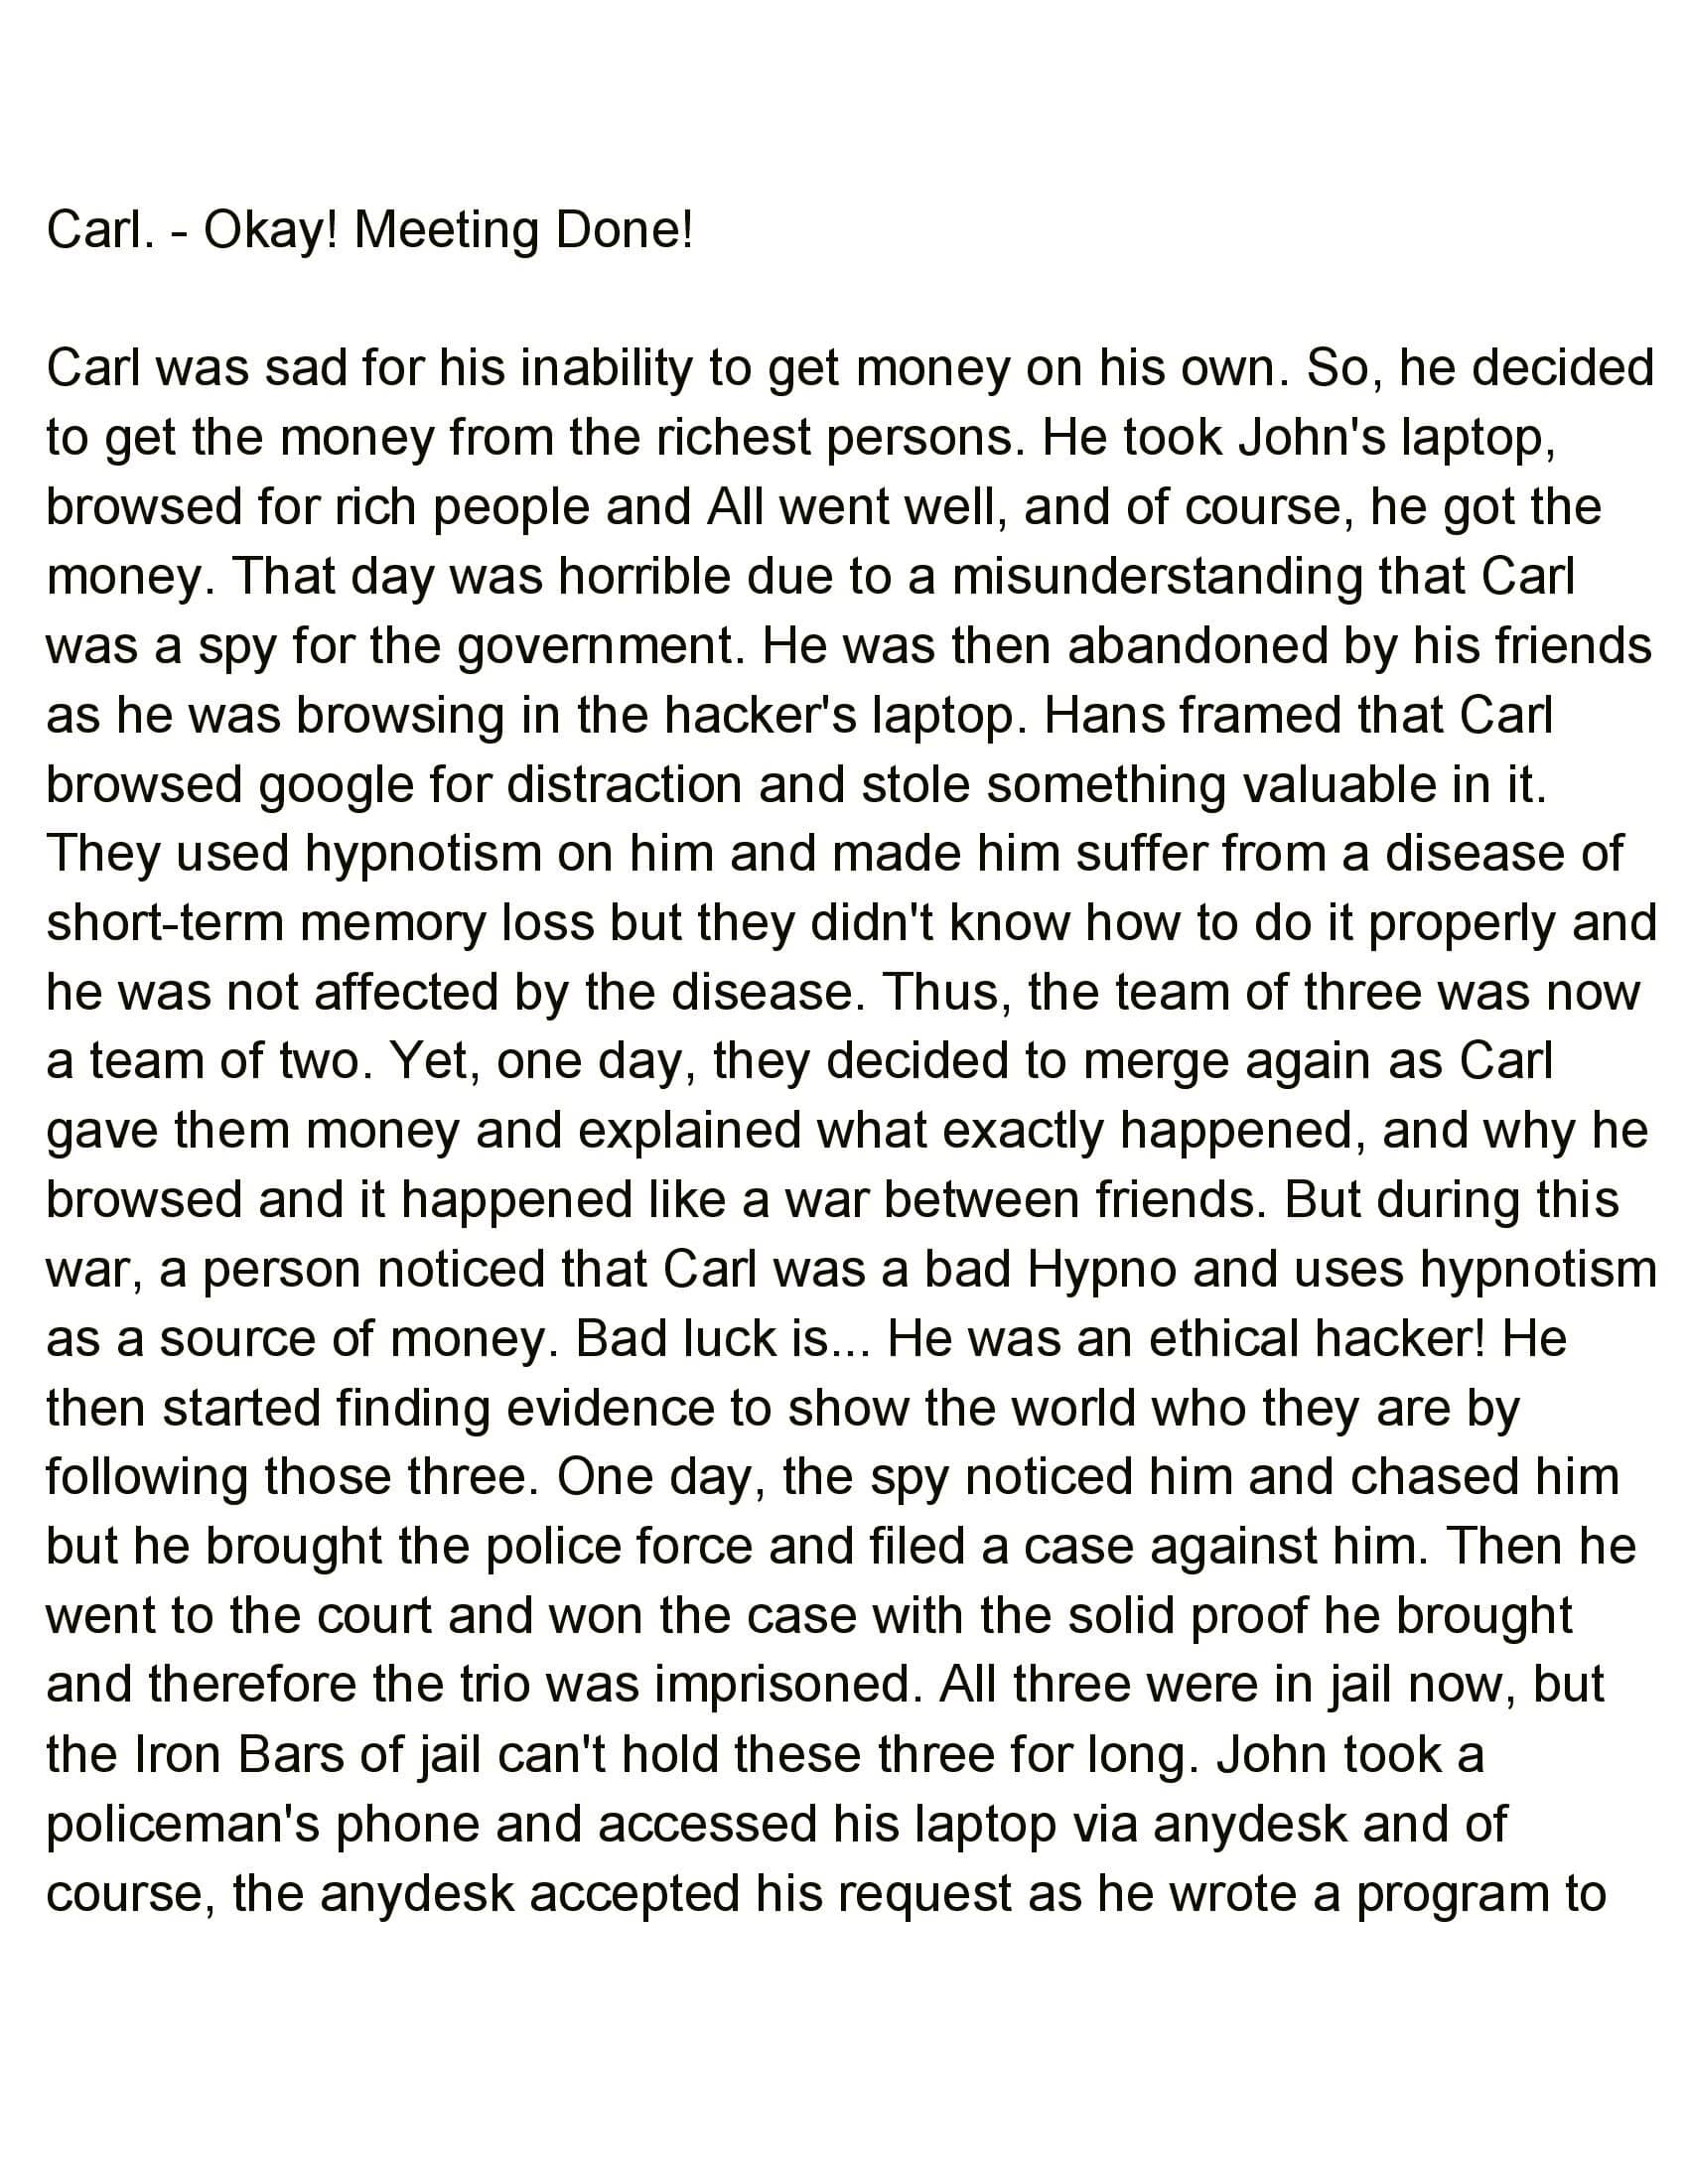 Carl. - Okay! Meeting Done!
Carl was sad for his inability to get money on his own. So, he decided
to get the money from the richest persons. He took John's laptop,
browsed for rich people and All went well, and of course, he got the
money. That day was horrible due to a misunderstanding that Carl
was a spy for the government. He was then abandoned by his friends
as he was browsing in the hacker's laptop. Hans framed that Carl
browsed google for distraction and stole something valuable in it.
They used hypnotism on him and made him suffer from a disease of
short-term memory loss but they didn't know how to do it properly and
he was not affected by the disease. Thus, the team of three was now
a team of two. Yet, one day, they decided to merge again as Carl
gave them money and explained what exactly happened, and why he
browsed and it happened like a war between friends. But during this
war, a person noticed that Carl was a bad Hypno and uses hypnotism
as a source of money. Bad luck is... He was an ethical hacker! He
then started finding evidence to show the world who they are by
following those three. One day, the spy noticed him and chased him
but he brought the police force and filed a case against him. Then he
went to the court and won the case with the solid proof he brought
and therefore the trio was imprisoned. All three were in jail now, but
the Iron Bars of jail can't hold these three for long. John took a
policeman's phone and accessed his laptop via anydesk and of
course, the anydesk accepted his request as he wrote a program to